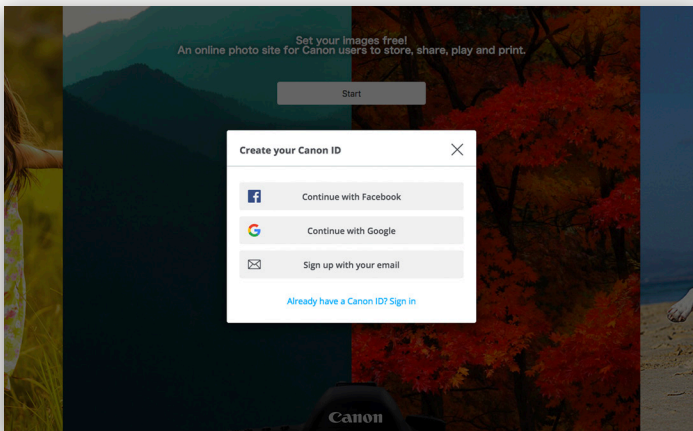 Set your images free!
An online photo site for Canon users to store, share, play and print.
Start
Create your Canon ID
Continue with Facebook
Continue with Google
Sign up with your email
Already have a Canon ID? Sign in
Canon